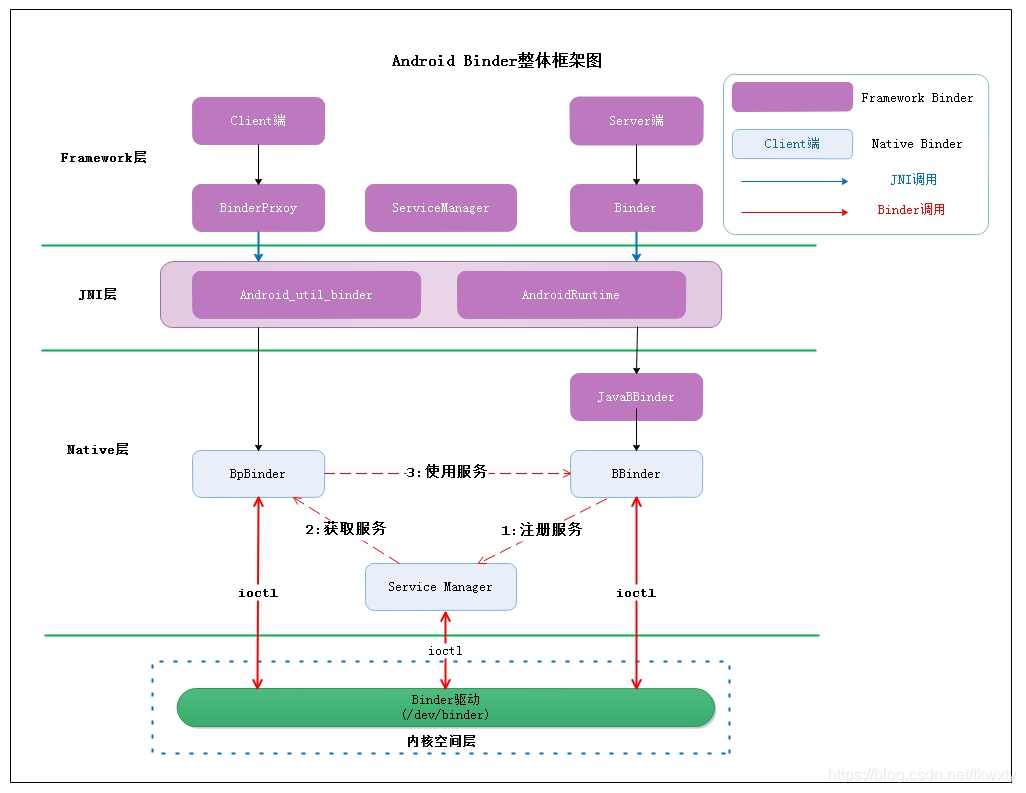 Android Binder整体框架图
Framework Binder
Client端
Native Binder
JNI调用
Binder调用
Framework层
Client端
Server端
BinderPrxoy
ServiceManager
Binder
JNI层
Android_util_binder
AndroidRuntime
JavaBBinder
Native层
BpBinder
3:使用服务
BBinder
2:获取服务
1:注册服务
Service Manager
ioctl
ioctl
ioctl
Binder驱动
(/dev/binder)
内核空间层
https://blog.csdn.net/tkwxty